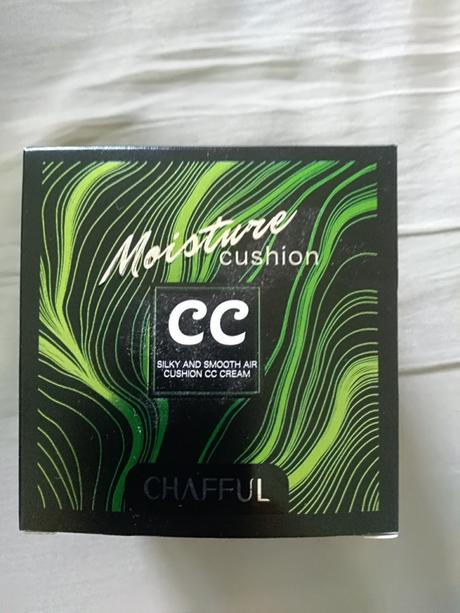 Moisture
cushion
CC
SILKY AND SMOOTH AIR
CUSHION CC CREAM
CHAFFUL